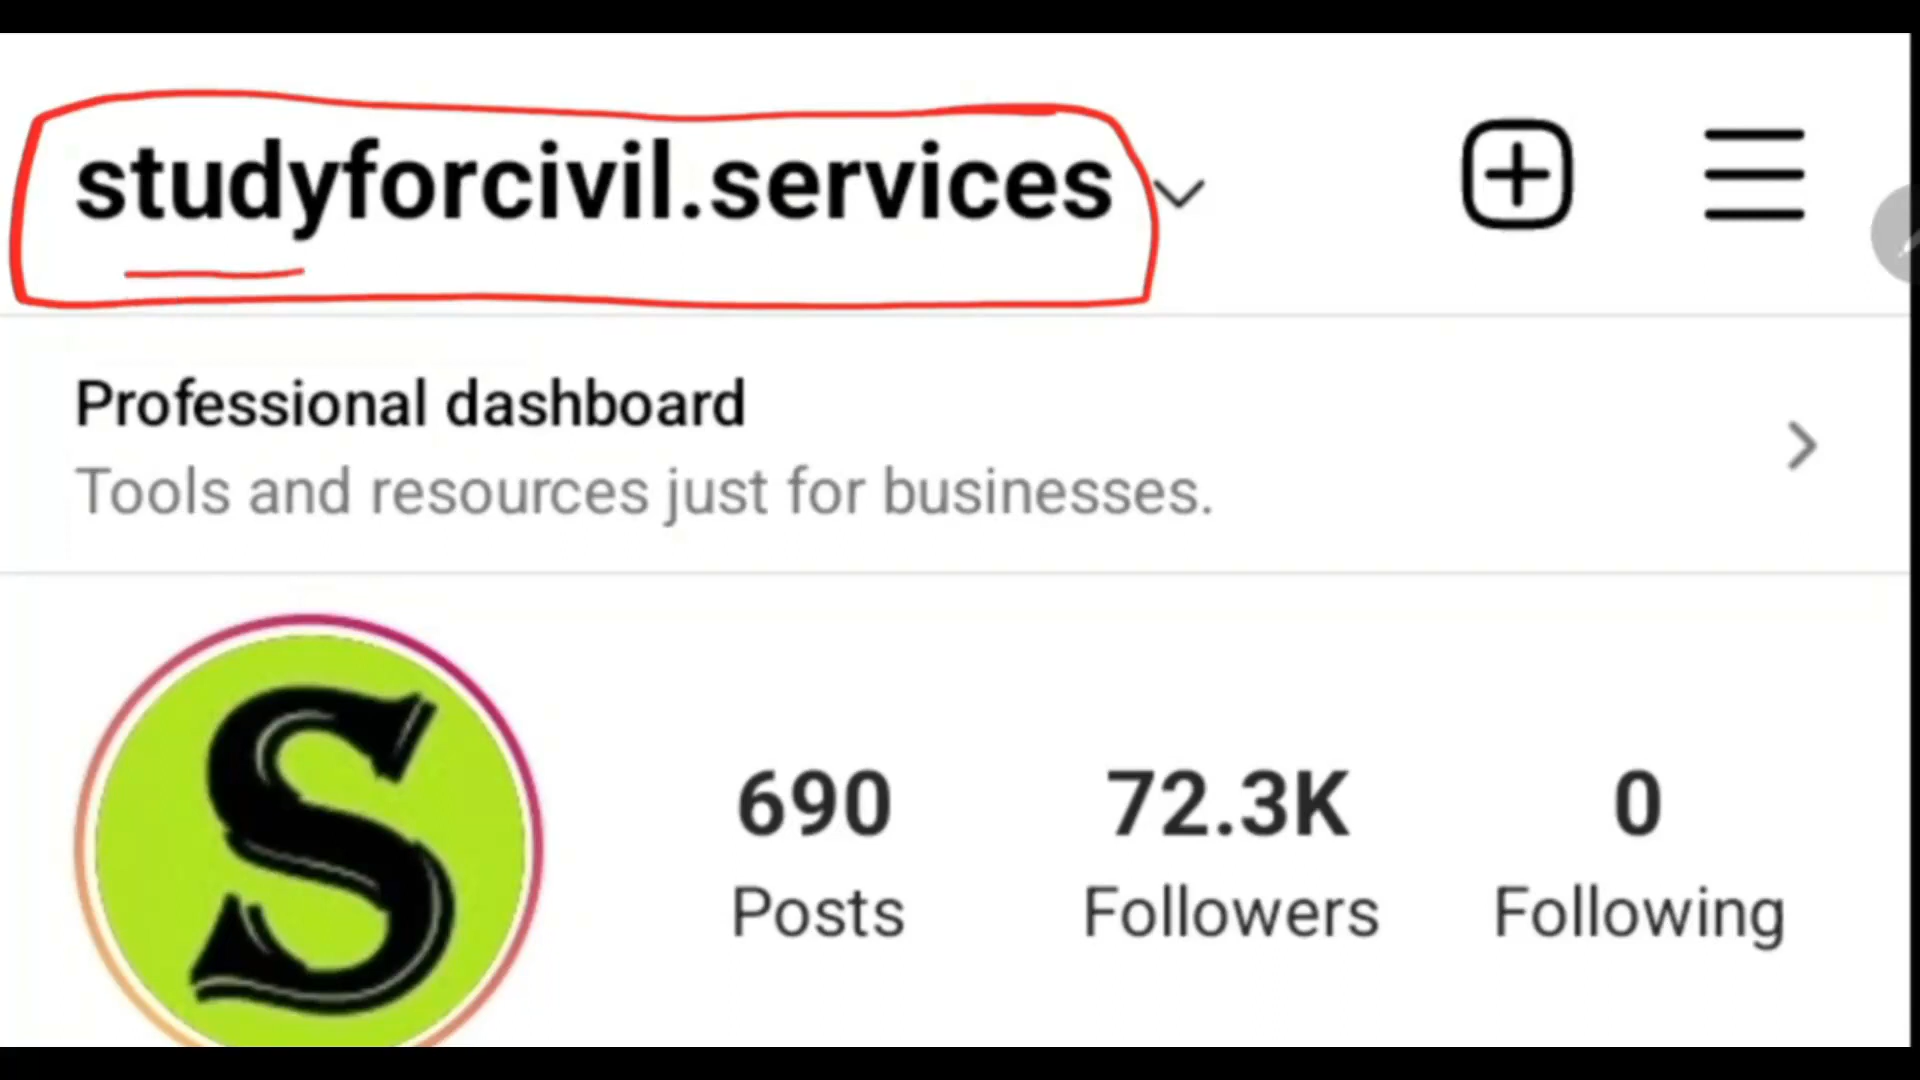 studyforcivil.services
Professional dashboard
Tools and resources just for businesses.
S
690 72.3K 0
Posts Followers Following